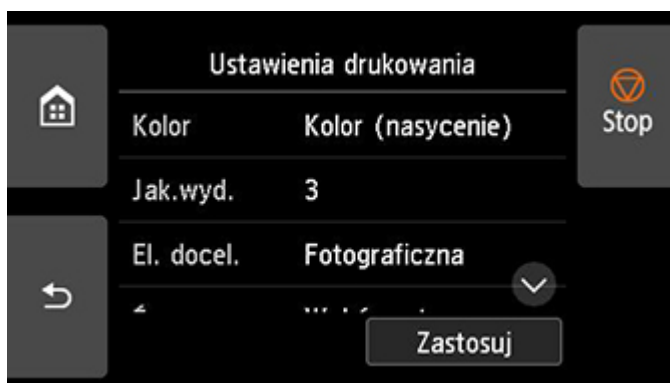 Ustawienia drukowania
Stop
Kolor Kolor (nasycenie)
Jak.wyd. 3
El. docel. Fotograficzna
Zastosuj